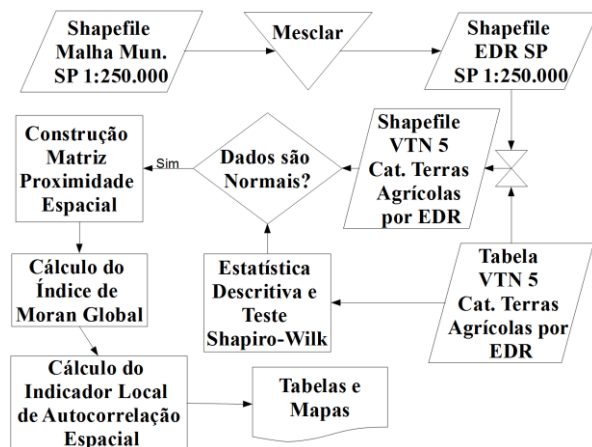 Shapefile
Malha Mun.
SP 1:250.000
Mesclar
Shapefile
EDR SP
SP 1:250.000
Construção
Matriz
Proximidade
Espacial
Sim
Dados são
Normais?
Shapefile
VTN 5
Cat. Terras
Agrícolas
por EDR
Cálculo do
Índice de
Moran Global
Estatística
Descritiva e
Teste
Shapiro-Wilk
Tabela
VTN 5
Cat. Terras
Agrícolas por
EDR
Cálculo do
Indicador Local
de Autocorrelação
Espacial
Tabelas e
Mapas